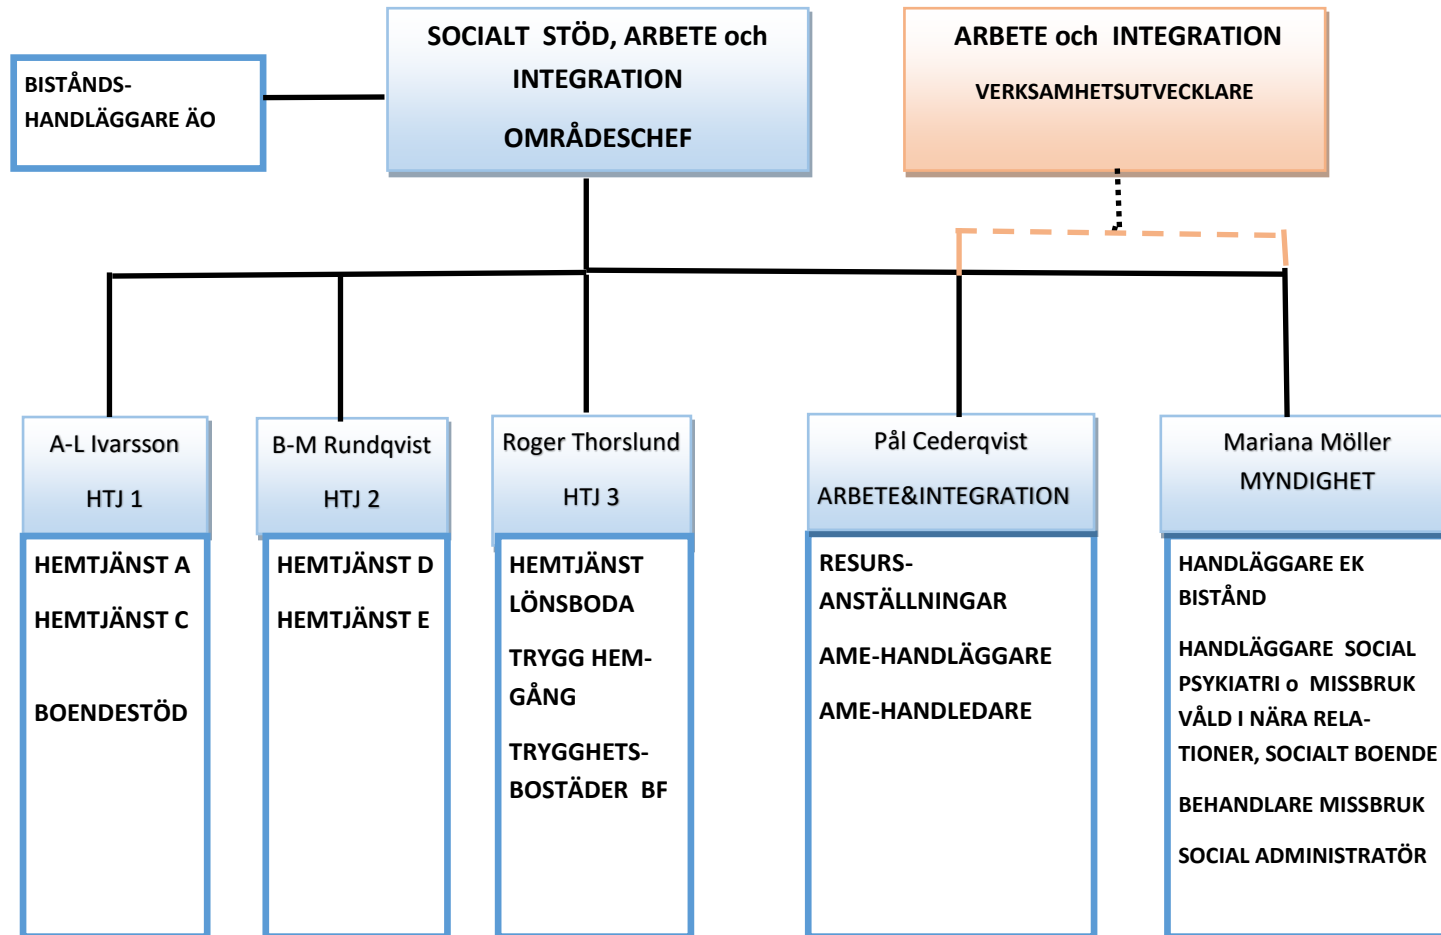 SOCIALT STÖD, ARBETE och
INTEGRATION
OMRÅDESCHEF
ARBETE och INTEGRATION
VERKSAMHETSUTVECKLARE
BISTÅNDS-
HANDLÄGGARE ÄO
A-L Ivarsson
HTJ 1
HEMTJÄNST A
HEMTJÄNST C
BOENDESTÖD
B-M Rundqvist
HTJ 2
HEMTJÄNST D
HEMTJÄNST E
Roger Thorslund
HTJ 3
HEMTJÄNST
LÖNSBODA
TRYGG HEM-
GÅNG
TRYGGHETS-
BOSTÄDER BF
Pål Cederqvist
ARBETE&INTEGRATION
RESURS-
ANSTÄLLNINGAR
AME-HANDLÄGGARE
AME-HANDLEDARE
Mariana Möller
MYNDIGHET
HANDLÄGGARE EK
BISTÅND
HANDLÄGGARE SOCIAL
PSYKIATRI o MISSBRUK
VÅLD I NÄRA RELA-
TIONER, SOCIALT BOENDE
BEHANDLARE MISSBRUK
SOCIAL ADMINISTRATÖR